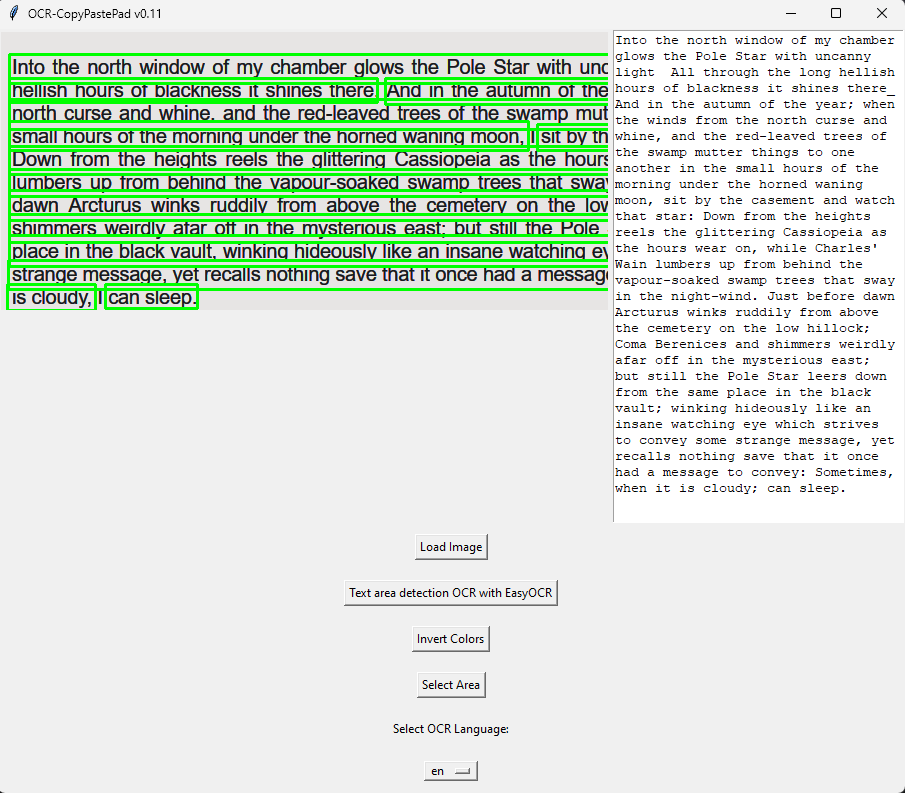 OCR-CopyPastePad v0.11
Into the north window of my chamber glows the Pole Star with unc
hellish hours of blackness it shines there. And in the autumn of the
north curse and whine, and the red-leaved trees of the swamp mut
small hours of the morning under the horned waning moon, I sit by th
Down from the heights reels the glittering Cassiopeia as the hours
lumbers up from behind the vapour-soaked swamp trees that sway
dawn Arcturus winks ruddily from above the cemetery on the low
shimmers weirdly afar off in the mysterious east; but still the Pole
place in the black vault, winking hideously like an insane watching ey
strange message, yet recalls nothing save that it once had a message
is cloudy, I can sleep.
Into the north window of my chamber
glows the Pole Star with uncanny
light  All through the long hellish
hours of blackness it shines there_
And in the autumn of the year; when
the winds from the north curse and
whine, and the red-leaved trees of
the swamp mutter things to one
another in the small hours of the
morning under the horned waning
moon, sit by the casement and watch
that star: Down from the heights
reels the glittering Cassiopeia as
the hours wear on, while Charles'
Wain lumbers up from behind the
vapour-soaked swamp trees that sway
in the night-wind. Just before dawn
Arcturus winks ruddily from above
the cemetery on the low hillock;
Coma Berenices and shimmers weirdly
afar off in the mysterious east;
but still the Pole Star leers down
from the same place in the black
vault; winking hideously like an
insane watching eye which strives
to convey some strange message, yet
recalls nothing save that it once
had a message to convey: Sometimes,
when it is cloudy; can sleep.
Load Image
Text area detection OCR with EasyOCR
Invert Colors
Select Area
Select OCR Language:
en